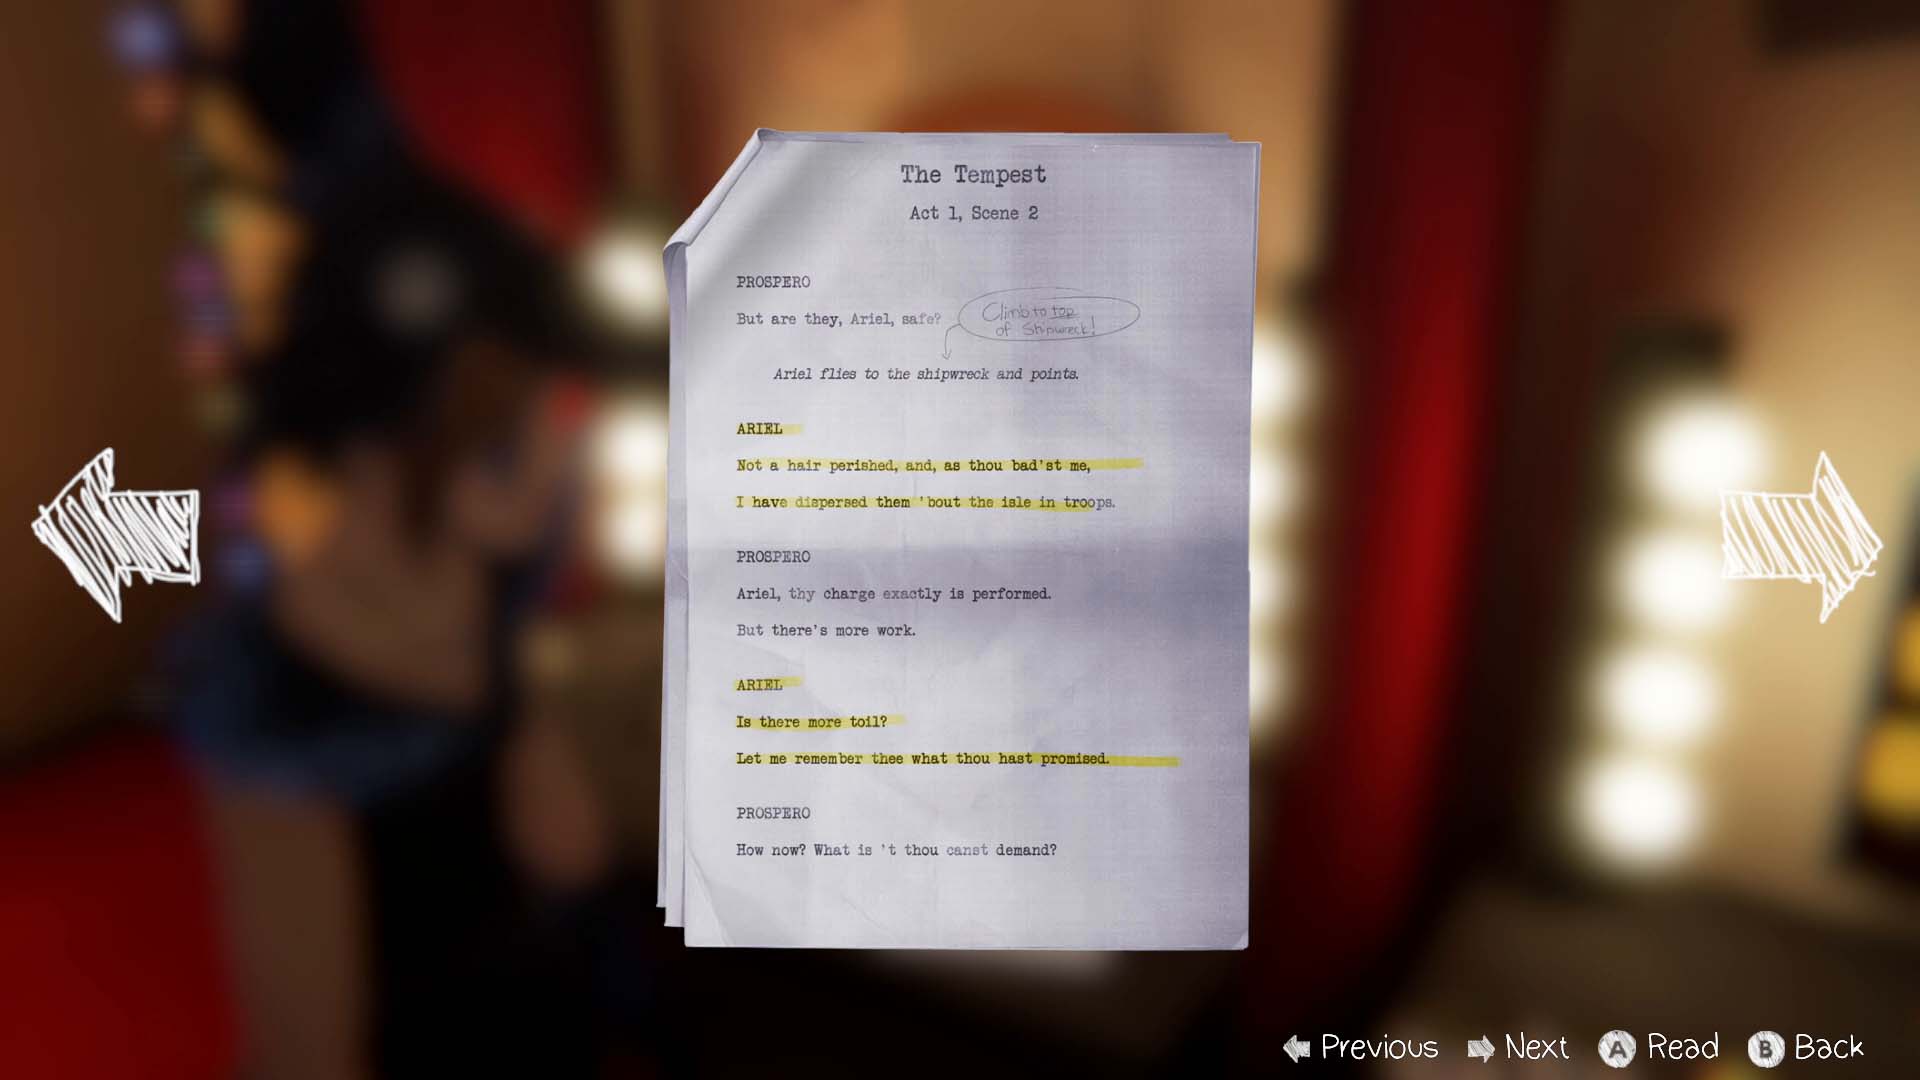 The Tempest
Act 1, Scene 2
PROSPERO
But are they, Ariel, safe?
Climb to top
of Shipwreck!
Ariel flies to the shipwreck and points.
ARIEL
Not a hair perished, and, as thou bad'st me,
I have dispersed them 'bout the isle in troops.
PROSPERO
Ariel, thy charge exactly is performed.
But there's more work.
ARIEL
Is there more toil?
Let me remember thee what thou hast promised.
PROSPERO
How now? What is 't thou canst demand?
Previous Next A Read B Back